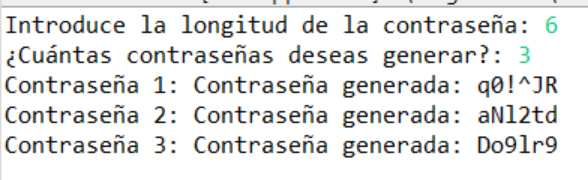 Introduce la longitud de la contraseña: 6
¿Cuántas contraseñas deseas generar?: 3
Contraseña 1: Contraseña generada: q0!^JR
Contraseña 2: Contraseña generada: aNl2td
Contraseña 3: Contraseña generada: Do9lr9